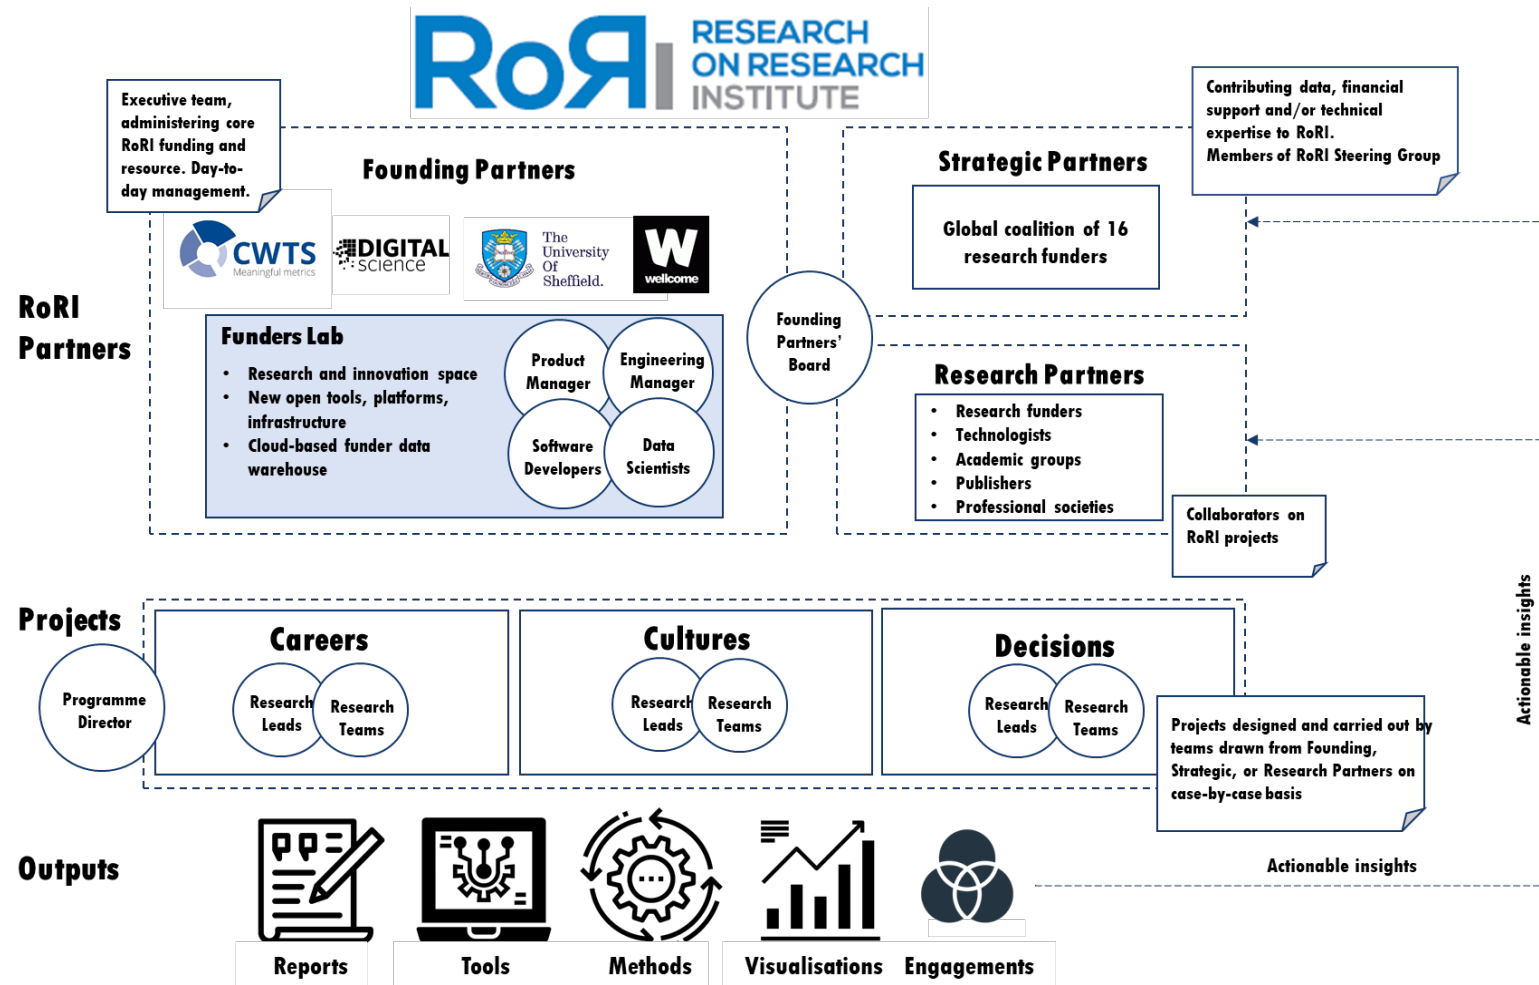 RoRI
RESEARCH
ON RESEARCH
INSTITUTE
Executive team,
administering core
RoRI funding and
resource. Day-to-
day management.
Contributing data, financial
support and/or technical
expertise to RoRI.
Members of RoRI Steering Group
Founding Partners
CWTS
Meaningful metrics
DIGITAL
science
The
University
Of
Sheffield.
W
wellcome
Strategic Partners
Global coalition of 16
research funders
RoRI
Partners
Funders Lab
• Research and innovation space
• New open tools, platforms,
infrastructure
• Cloud-based funder data
warehouse
Product
Manager
Engineering
Manager
Software
Developers
Data
Scientists
Founding
Partners’
Board
Research Partners
• Research funders
• Technologists
• Academic groups
• Publishers
• Professional societies
Collaborators on
RoRI projects
Projects
Programme
Director
Careers
Research
Leads
Research
Teams
Cultures
Research
Leads
Research
Teams
Decisions
Research
Leads
Research
Teams
Projects designed and carried out by
teams drawn from Founding,
Strategic, or Research Partners on
case-by-case basis
Actionable insights
Outputs
Reports
Tools
Methods
Visualisations
Engagements
Actionable insights